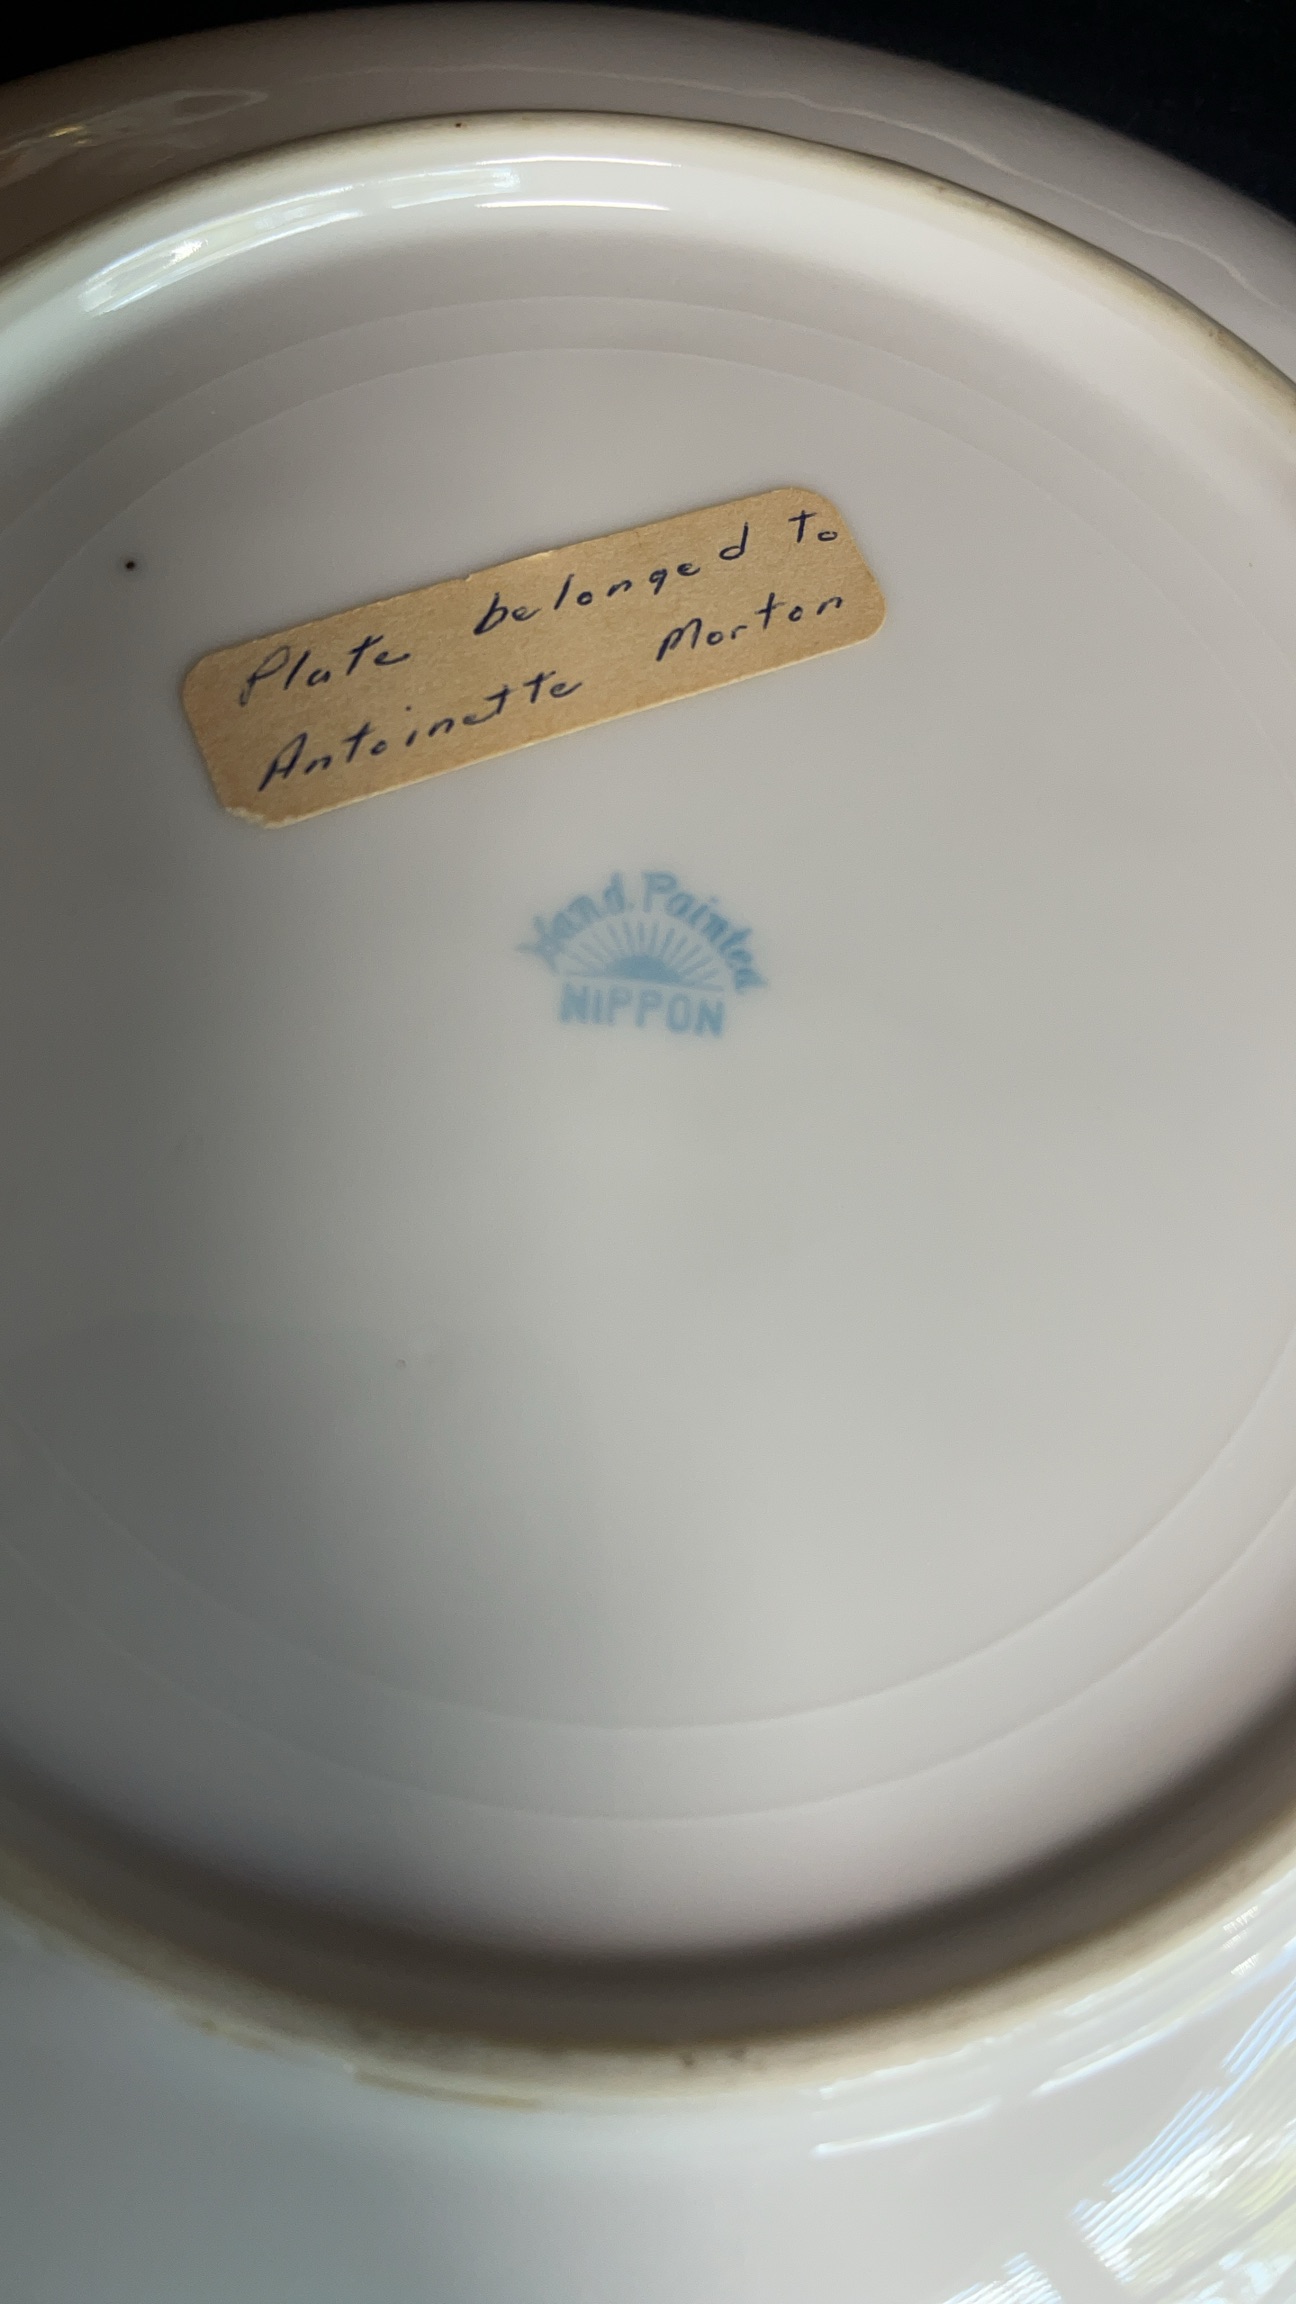 Plate belonged to
Antoinette Morton
Hand. Painted
NIPPON